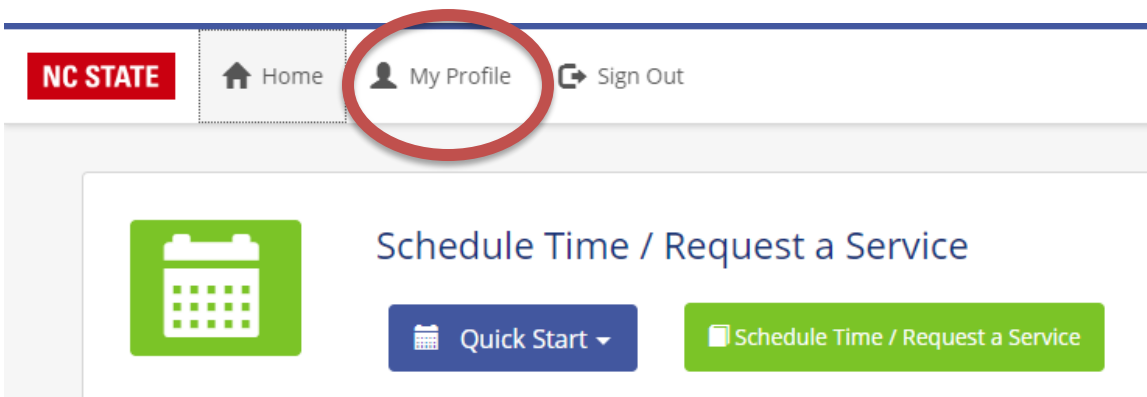 NC STATE Home My Profile Sign Out
Schedule Time / Request a Service
Quick Start Schedule Time / Request a Service